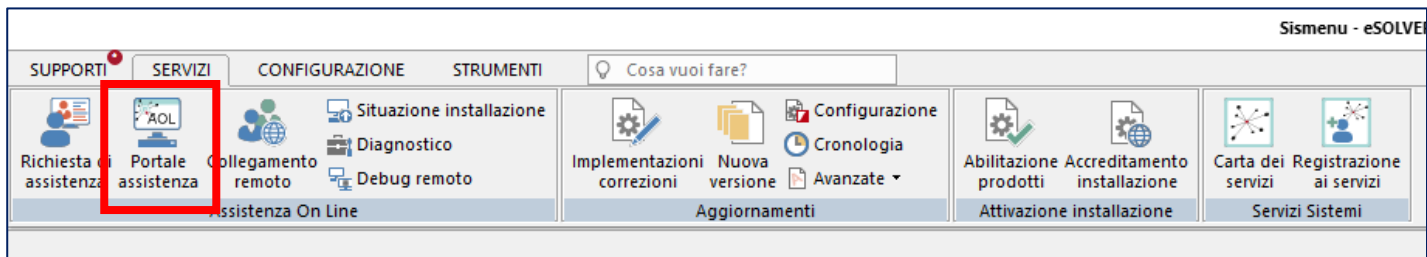 Sismenu - eSOLVER
SUPPORTI SERVIZI CONFIGURAZIONE STRUMENTI Cosa vuoi fare?
Richiesta di assistenza
AOL
Portale assistenza
Collegamento remoto
Situazione installazione
Diagnostico
Debug remoto
Assistenza On Line
Implementazioni correzioni
Nuova versione
Configurazione
Cronologia
Avanzate
Aggiornamenti
Abilitazione prodotti
Accreditamento installazione
Attivazione installazione
Carta dei servizi
Registrazione ai servizi
Servizi Sistemi